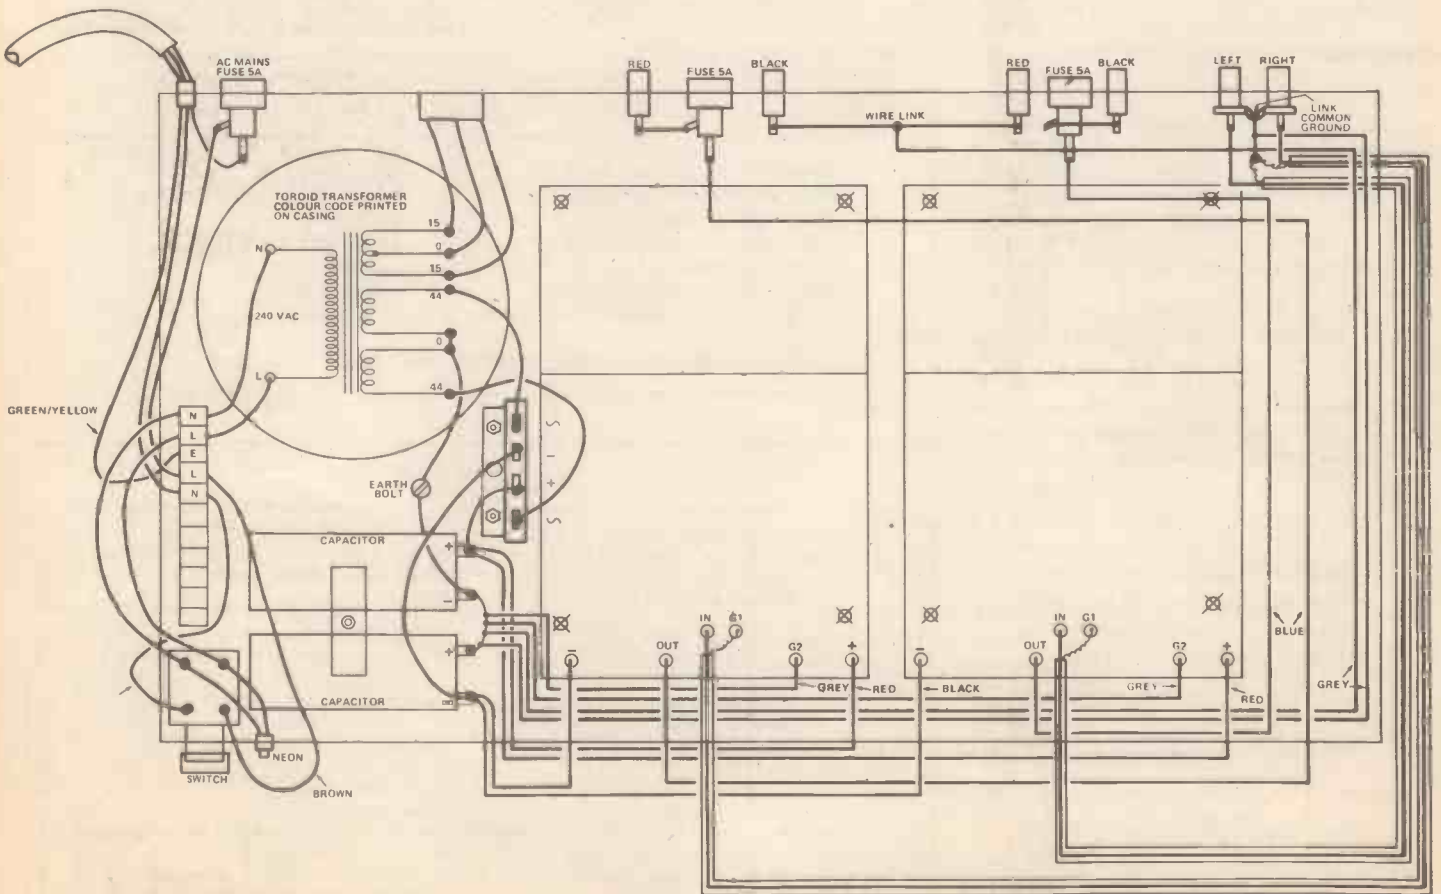 AC MAINS
FUSE 5A
RED
FUSE 5A
BLACK
RED
FUSE 5A
BLACK
LEFT
RIGHT
WIRE LINK
LINK
COMMON
GROUND
TOROID TRANSFORMER
COLOUR CODE PRINTED
ON CASING
N
240 VAC
L
15
0
15
44
0
44
GREEN/YELLOW
N
L
E
L
N
−
+
EARTH
BOLT
CAPACITOR
+
−
CAPACITOR
+
SWITCH
NEON
BROWN
−
OUT
IN
G1
G2
+
GREY
RED
−
BLACK
OUT
IN
G1
G2
+
GREY
RED
BLUE
GREY